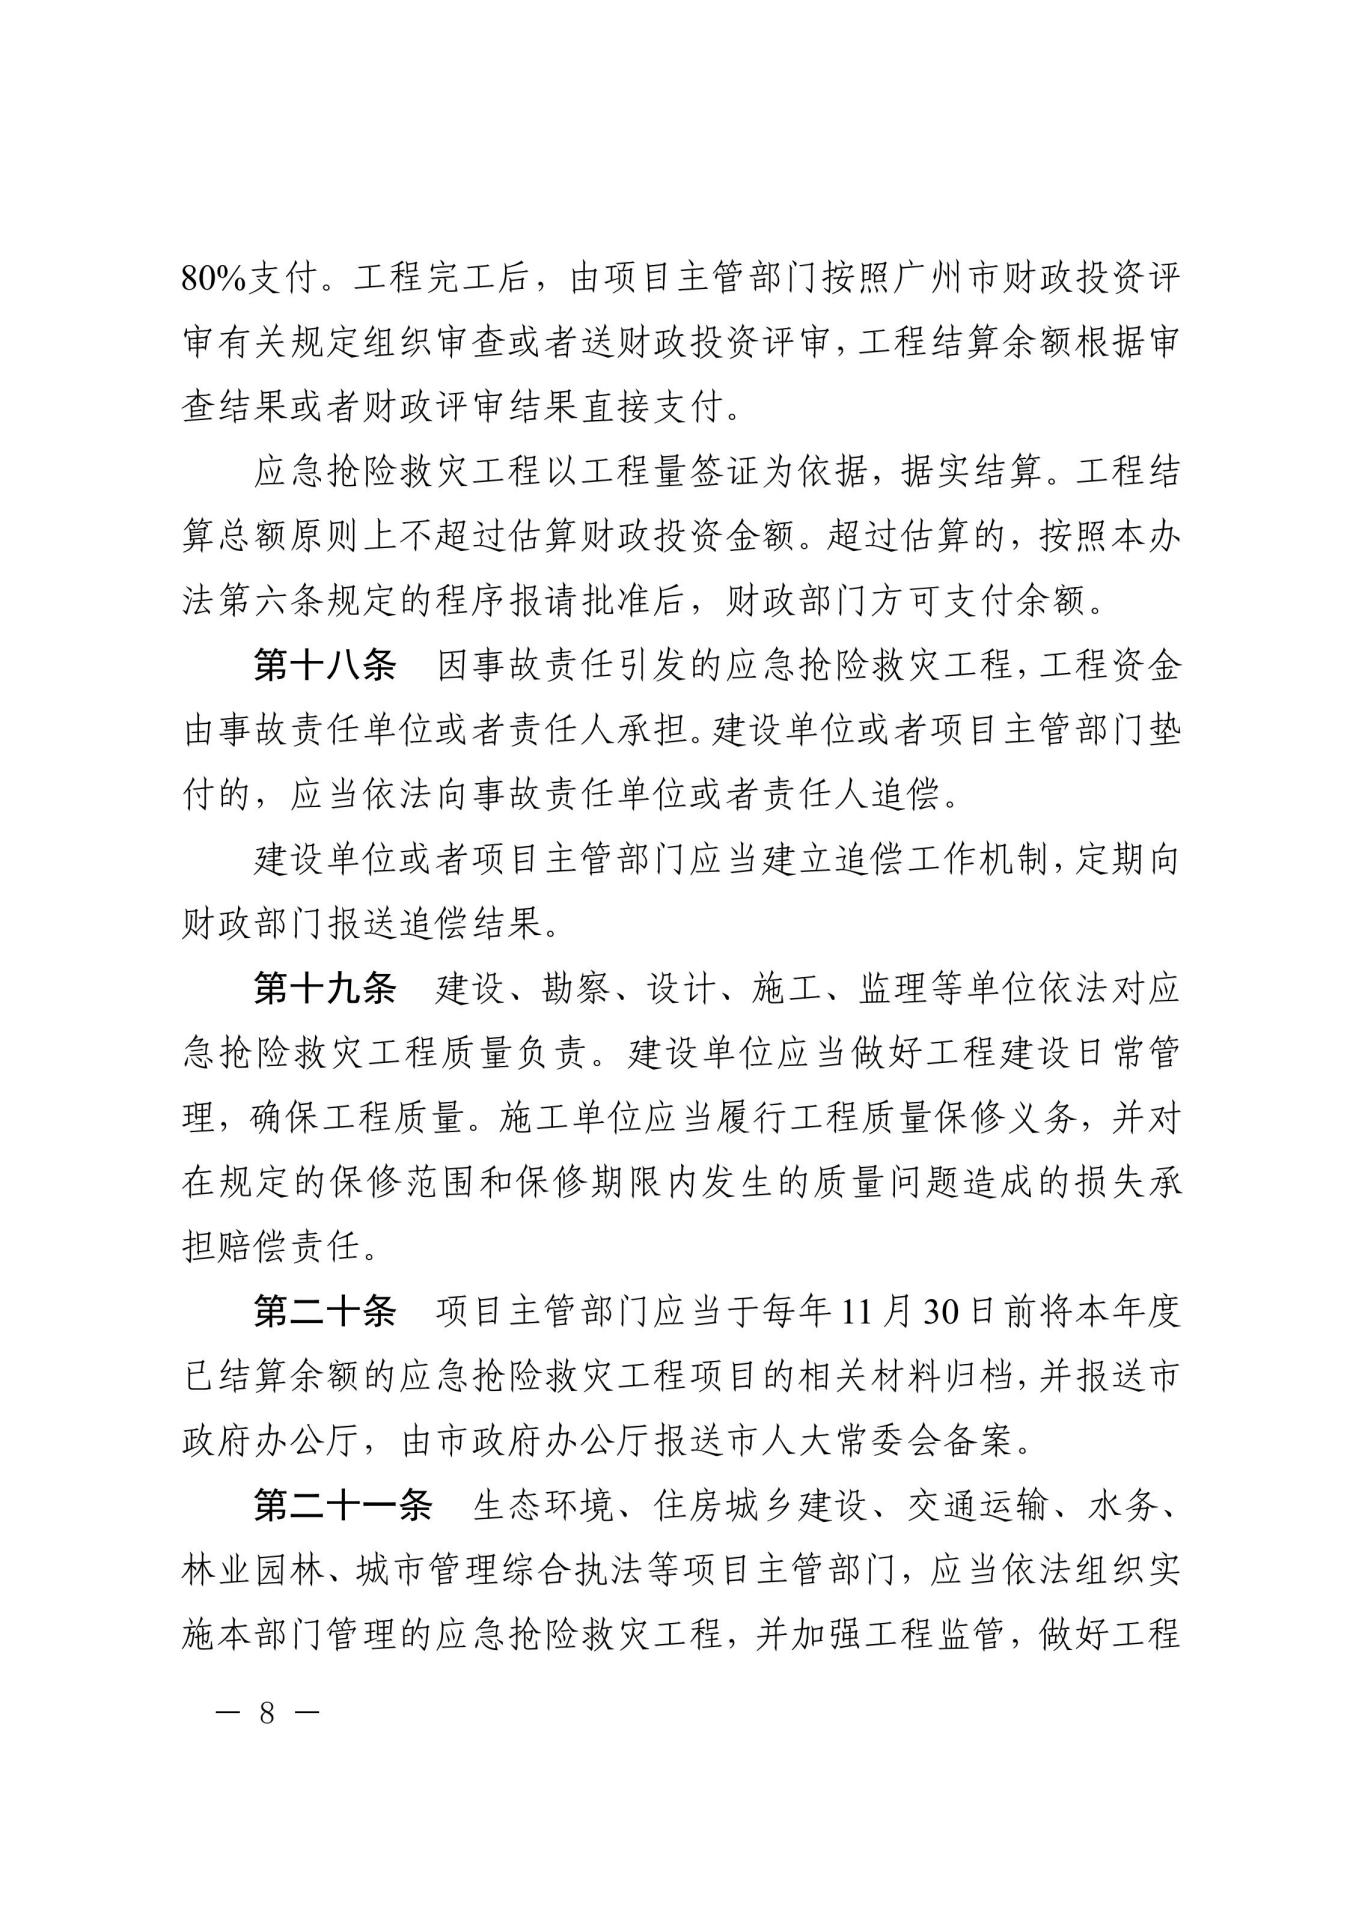 80%支付。工程完工后，由项目主管部门按照广州市财政投资评
审有关规定组织审查或者送财政投资评审，工程结算余额根据审
查结果或者财政评审结果直接支付。
应急抢险救灾工程以工程量签证为依据，据实结算。工程结
算总额原则上不超过估算财政投资金额。超过估算的，按照本办
法第六条规定的程序报请批准后，财政部门方可支付余额。
第十八条 因事故责任引发的应急抢险救灾工程，工程资金
由事故责任单位或者责任人承担。建设单位或者项目主管部门垫
付的，应当依法向事故责任单位或者责任人追偿。
建设单位或者项目主管部门应当建立追偿工作机制，定期向
财政部门报送追偿结果。
第十九条 建设、勘察、设计、施工、监理等单位依法对应
急抢险救灾工程质量负责。建设单位应当做好工程建设日常管
理，确保工程质量。施工单位应当履行工程质量保修义务，并对
在规定的保修范围和保修期限内发生的质量问题造成的损失承
担赔偿责任。
第二十条 项目主管部门应当于每年 11 月 30 日前将本年度
已结算余额的应急抢险救灾工程项目的相关材料归档，并报送市
政府办公厅，由市政府办公厅报送市人大常委会备案。
第二十一条 生态环境、住房城乡建设、交通运输、水务、
林业园林、城市管理综合执法等项目主管部门，应当依法组织实
施本部门管理的应急抢险救灾工程，并加强工程监管，做好工程
— 8 —